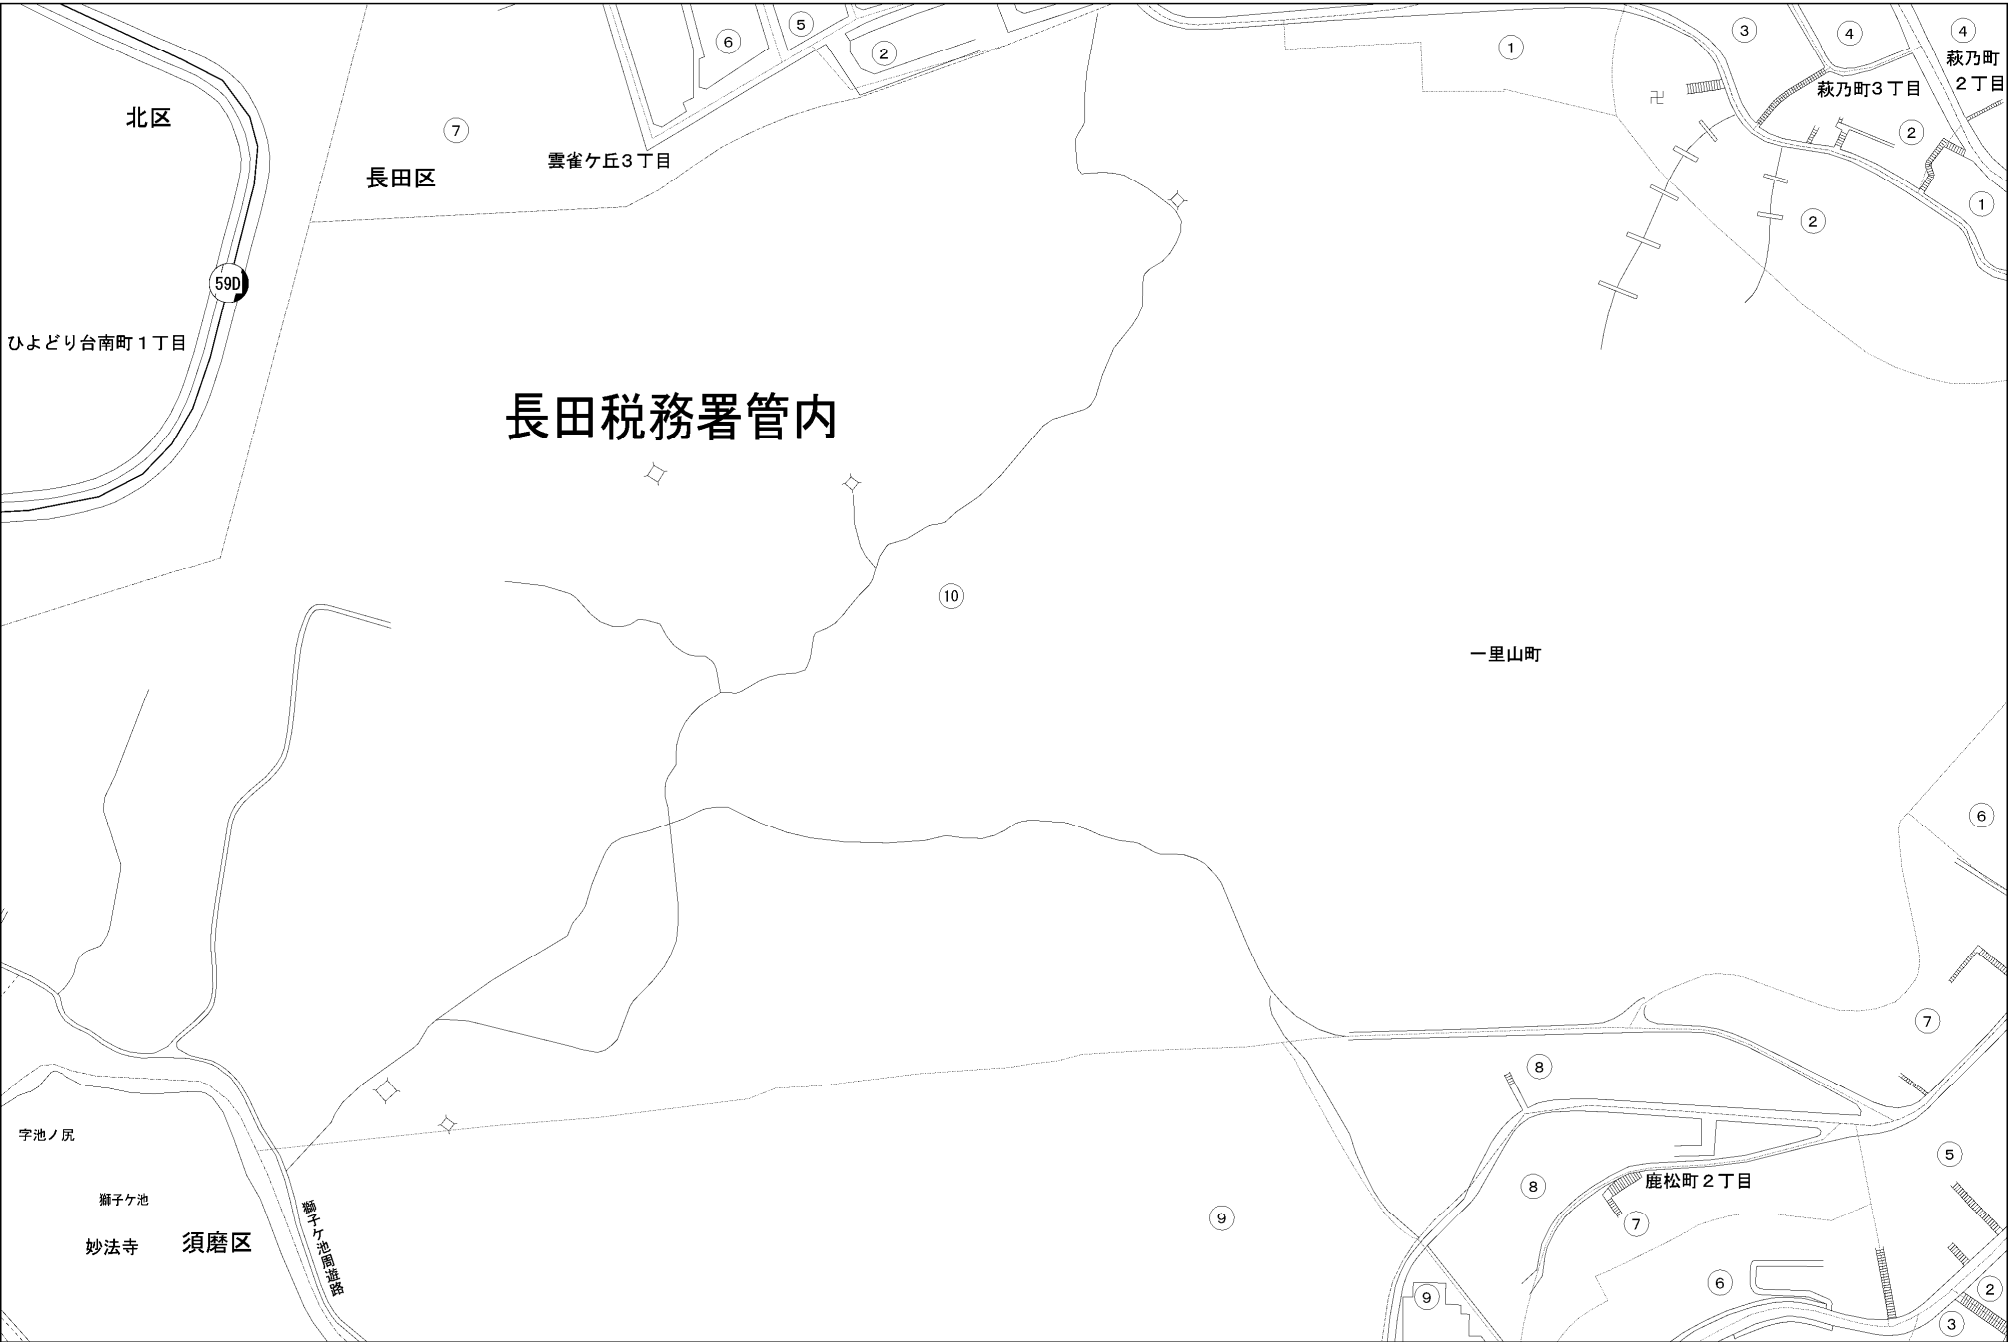 ⑥
⑤
②
①
③
④
④
萩乃町
２丁目
萩乃町３丁目
北区
⑦
雲雀ケ丘３丁目
長田区
卍
②
①
②
59D
ひよどり台南町１丁目
長田税務署管内
⑩
一里山町
⑥
⑦
⑧
字池ノ尻
⑤
鹿松町２丁目
⑧
獅子ケ池
獅子ケ池周遊路
⑨
⑦
妙法寺
須磨区
⑥
②
⑨
③